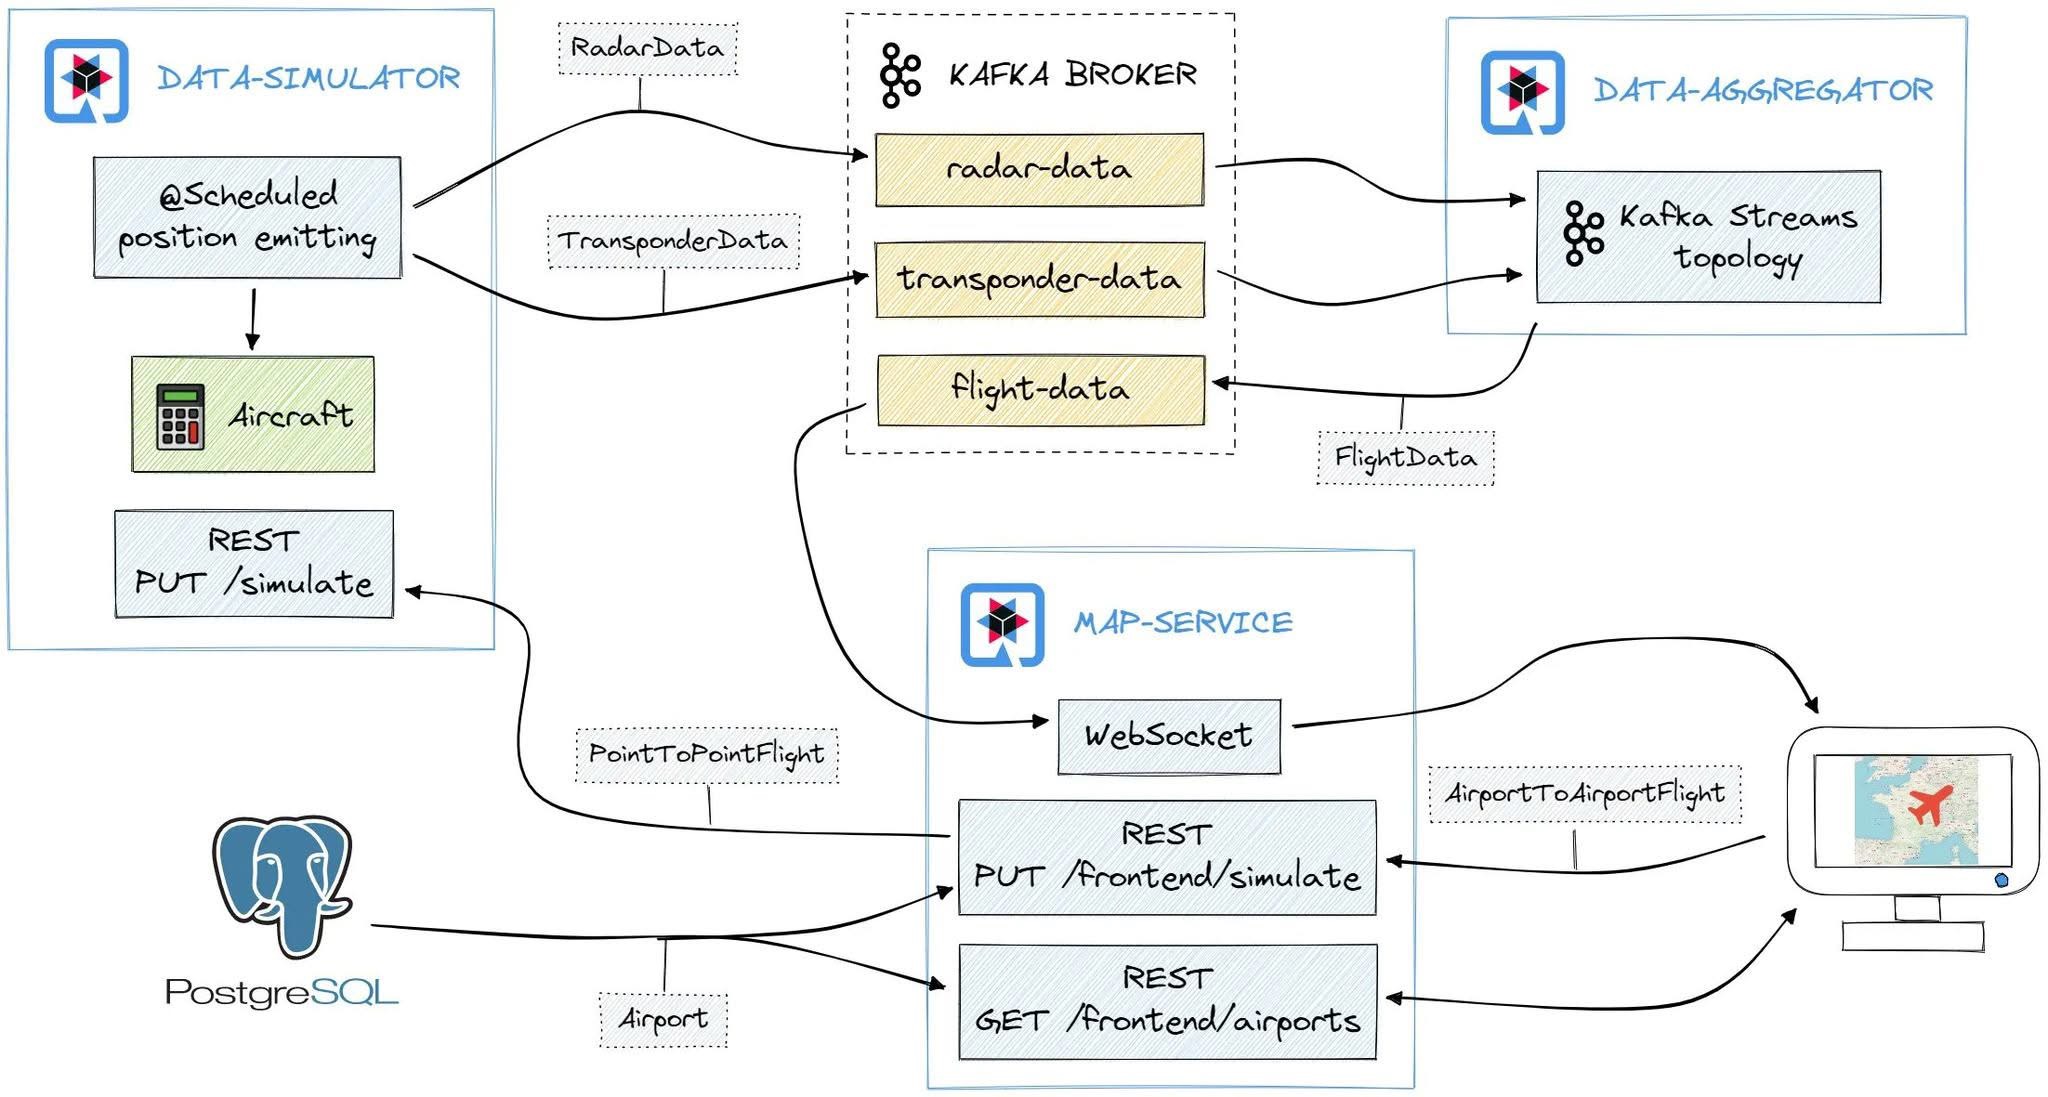 DATA-SIMULATOR
@Scheduled
position emitting
Aircraft
REST
PUT /simulate
RadarData
TransponderData
KAFKA BROKER
radar-data
transponder-data
flight-data
DATA-AGGREGATOR
Kafka Streams
topology
FlightData
MAP-SERVICE
WebSocket
REST
PUT /frontend/simulate
REST
GET /frontend/airports
PointToPointFlight
AirportToAirportFlight
PostgreSQL
Airport